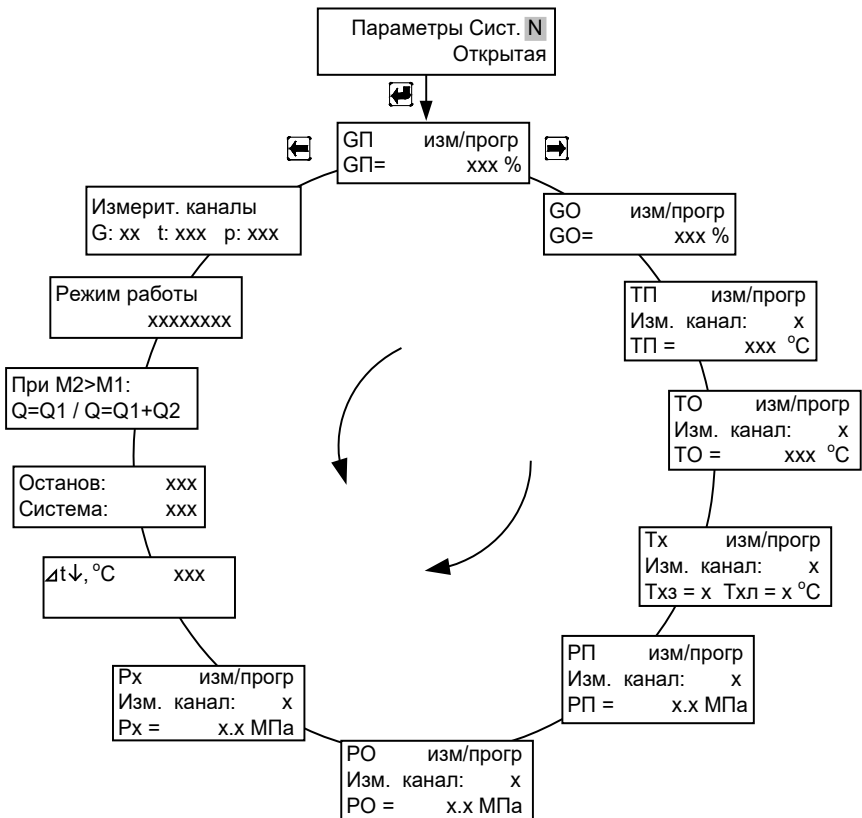 Параметры Сист. N
Открытая
GП изм/прогр
GП= xxx %
GО изм/прогр
GО= xxx %
ТП изм/прогр
Изм. канал: x
ТП = xxx °C
ТО изм/прогр
Изм. канал: x
ТО = xxx °C
Тх изм/прогр
Изм. канал: x
Тхз = x Тхл = x °C
РП изм/прогр
Изм. канал: x
РП = x.x МПа
РО изм/прогр
Изм. канал: x
РО = x.x МПа
Рх изм/прогр
Изм. канал: x
Рх = x.x МПа
⊿t↓, °C xxx
Останов: xxx
Система: xxx
При М2>М1:
Q=Q1 / Q=Q1+Q2
Режим работы
xxxxxxxx
Измерит. каналы
G: xx t: xxx p: xxx